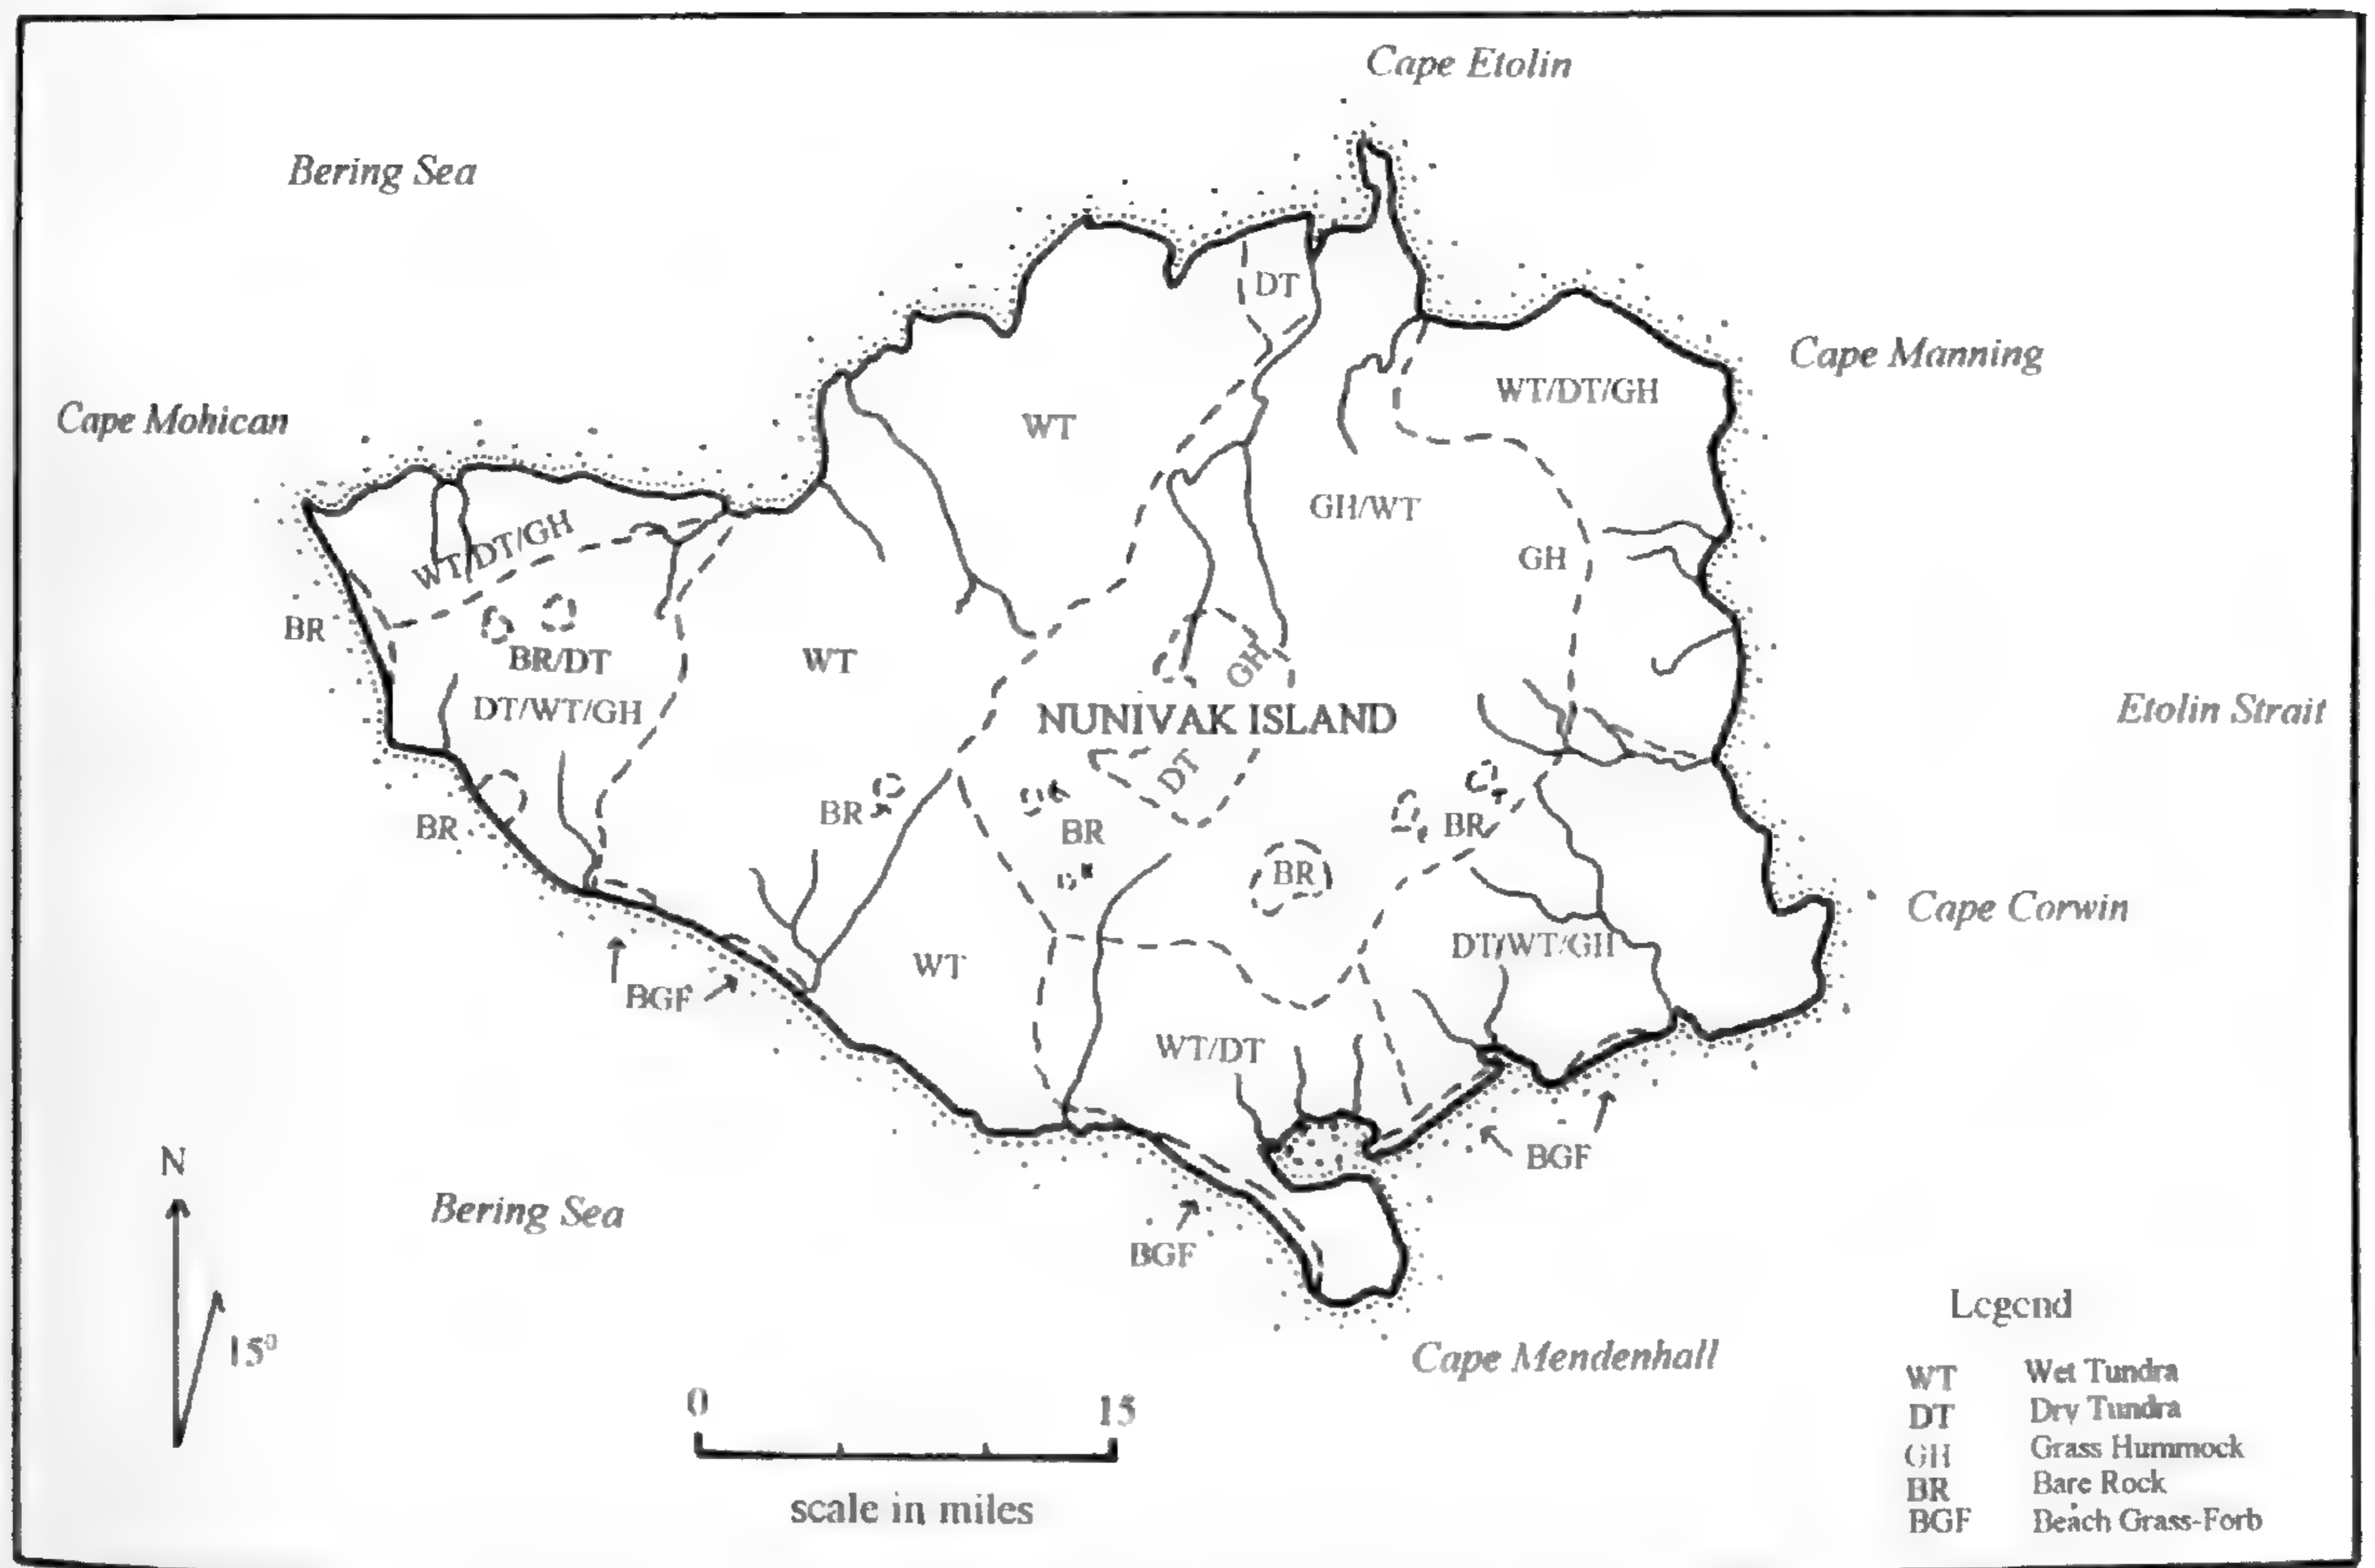 Cape Etolin
Bering Sea
DT
Cape Manning
WT/DT/GH
Cape Mohican
WT
GH/WT
WT/DT/GH
GH
BR
BR/DT
WT
GH
DT/WT/GH
NUNIVAK ISLAND
Etolin Strait
DT
BR
BR
BR
BR
BR
BR
Cape Corwin
DT/WT/GH
WT
BGF
WT/DT
BGF
N
Bering Sea
BGF
15°
Cape Mendenhall
Legend
WT Wet Tundra
DT Dry Tundra
GH Grass Hummock
BR Bare Rock
BGF Beach Grass-Forb
0 15
scale in miles